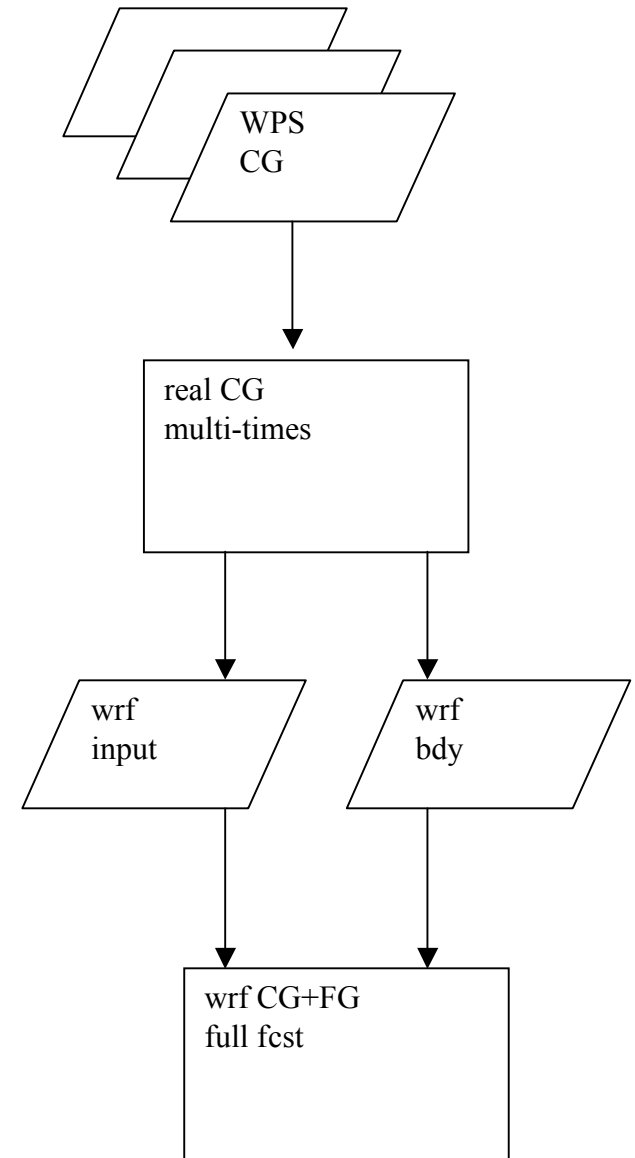 WPS
CG
real CG
multi-times
wrf
input
wrf
bdy
wrf CG+FG
full fcst